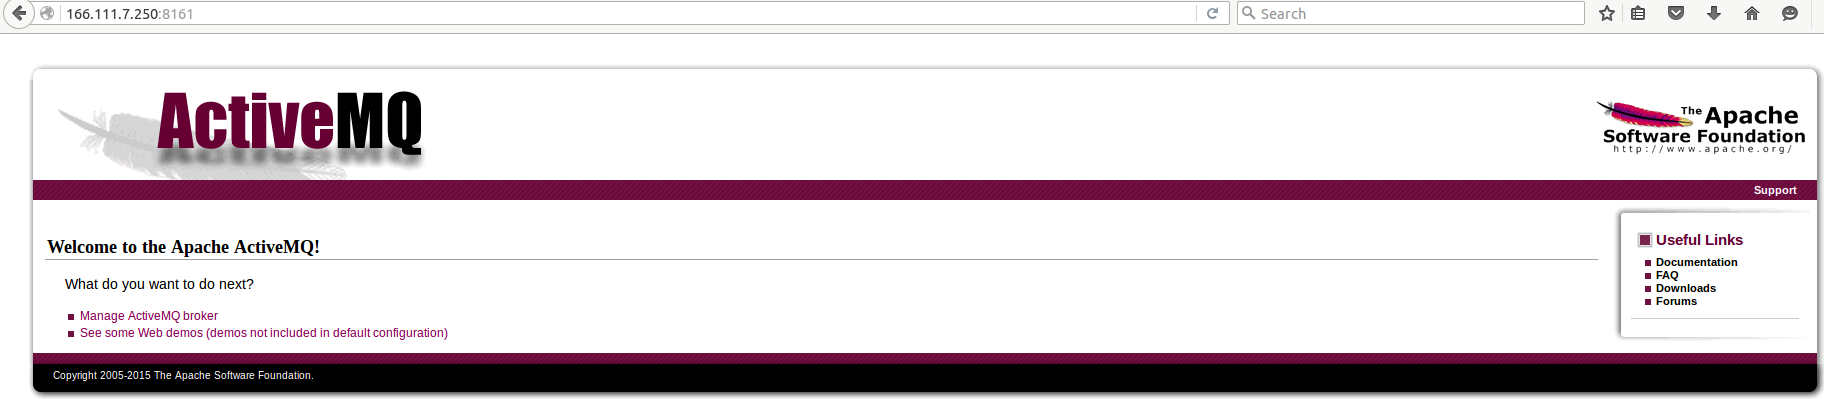 166.111.7.250:8161
Search
ActiveMQ
The Apache
Software Foundation
http://www.apache.org/
Support
Welcome to the Apache ActiveMQ!
What do you want to do next?
Manage ActiveMQ broker
See some Web demos (demos not included in default configuration)
Useful Links
Documentation
FAQ
Downloads
Forums
Copyright 2005-2015 The Apache Software Foundation.